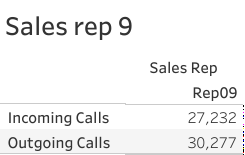 Sales rep 9
Sales Rep
Rep09
Incoming Calls 27,232
Outgoing Calls 30,277